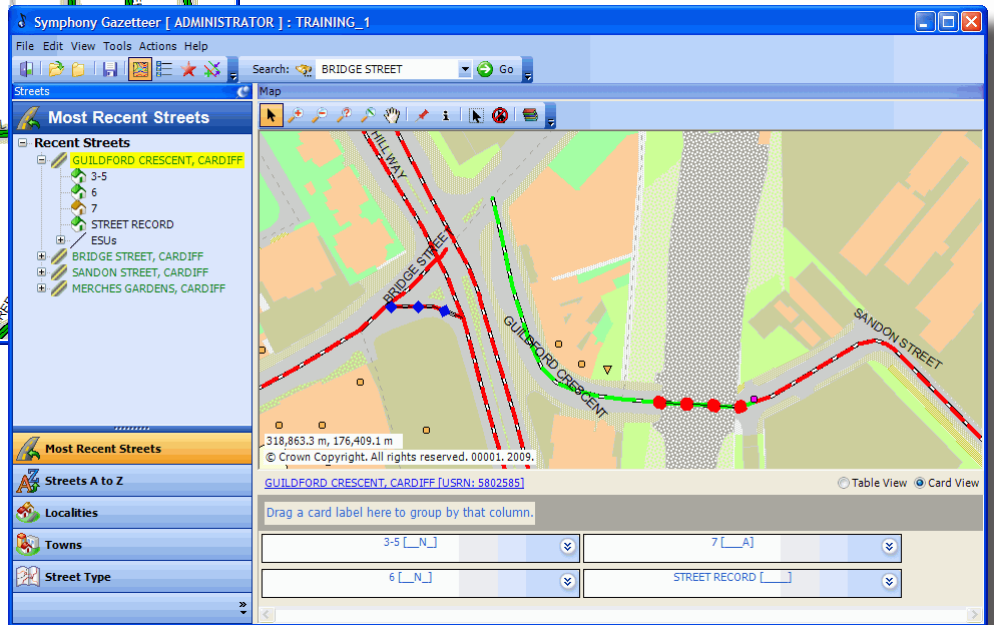 Symphony Gazetteer [ ADMINISTRATOR ] : TRAINING_1
File Edit View Tools Actions Help
Search: BRIDGE STREET Go
Streets
Map
Most Recent Streets
Recent Streets
GUILDFORD CRESCENT, CARDIFF
3-5
6
7
STREET RECORD
ESUs
BRIDGE STREET, CARDIFF
SANDON STREET, CARDIFF
MERCHES GARDENS, CARDIFF
Most Recent Streets
Streets A to Z
Localities
Towns
Street Type
HILL WAY
BRIDGE STREET
GUILDFORD CRESCENT
SANDON STREET
318,863.3 m, 176,409.1 m
© Crown Copyright. All rights reserved. 00001. 2009.
GUILDFORD CRESCENT, CARDIFF [USRN: 5802585]
Table View Card View
Drag a card label here to group by that column.
3-5 [__N_]
7 [___A]
6 [__N_]
STREET RECORD [____]